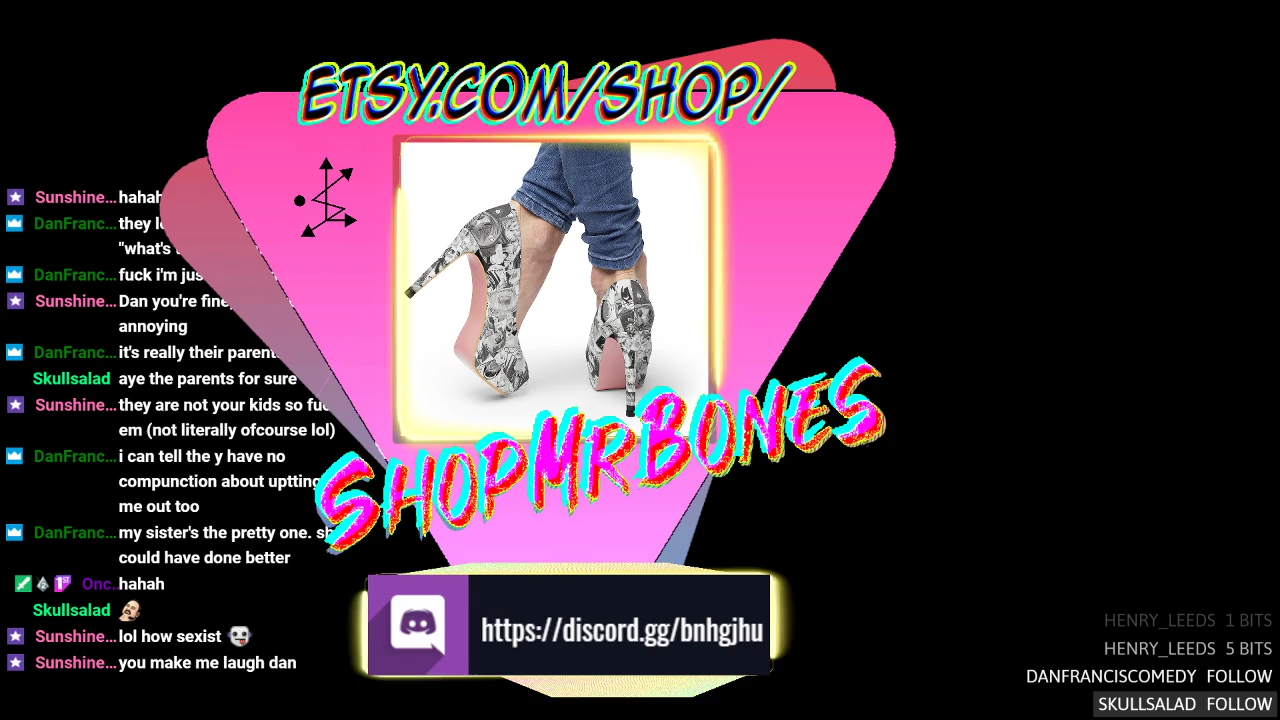 ETSY.COM/SHOP/
Sunshine... hahah
DanFranc... they
"what's
DanFranc... fuck i'm jus
Sunshine... Dan you're fine,
annoying
DanFranc... it's really their paren
Skullsalad aye the parents for sure
Sunshine... they are not your kids so fu
em (not literally ofcourse lol)
DanFranc... i can tell the y have no
compunction about uptting
me out too
DanFranc... my sister's the pretty one. sh
could have done better
1ST Onc... hahah
Skullsalad
Sunshine... lol how sexist
Sunshine... you make me laugh dan
SHOPMRBONES
https://discord.gg/bnhgjhu
HENRY_LEEDS 1 BITS
HENRY_LEEDS 5 BITS
DANFRANCISCOMEDY FOLLOW
SKULLSALAD FOLLOW